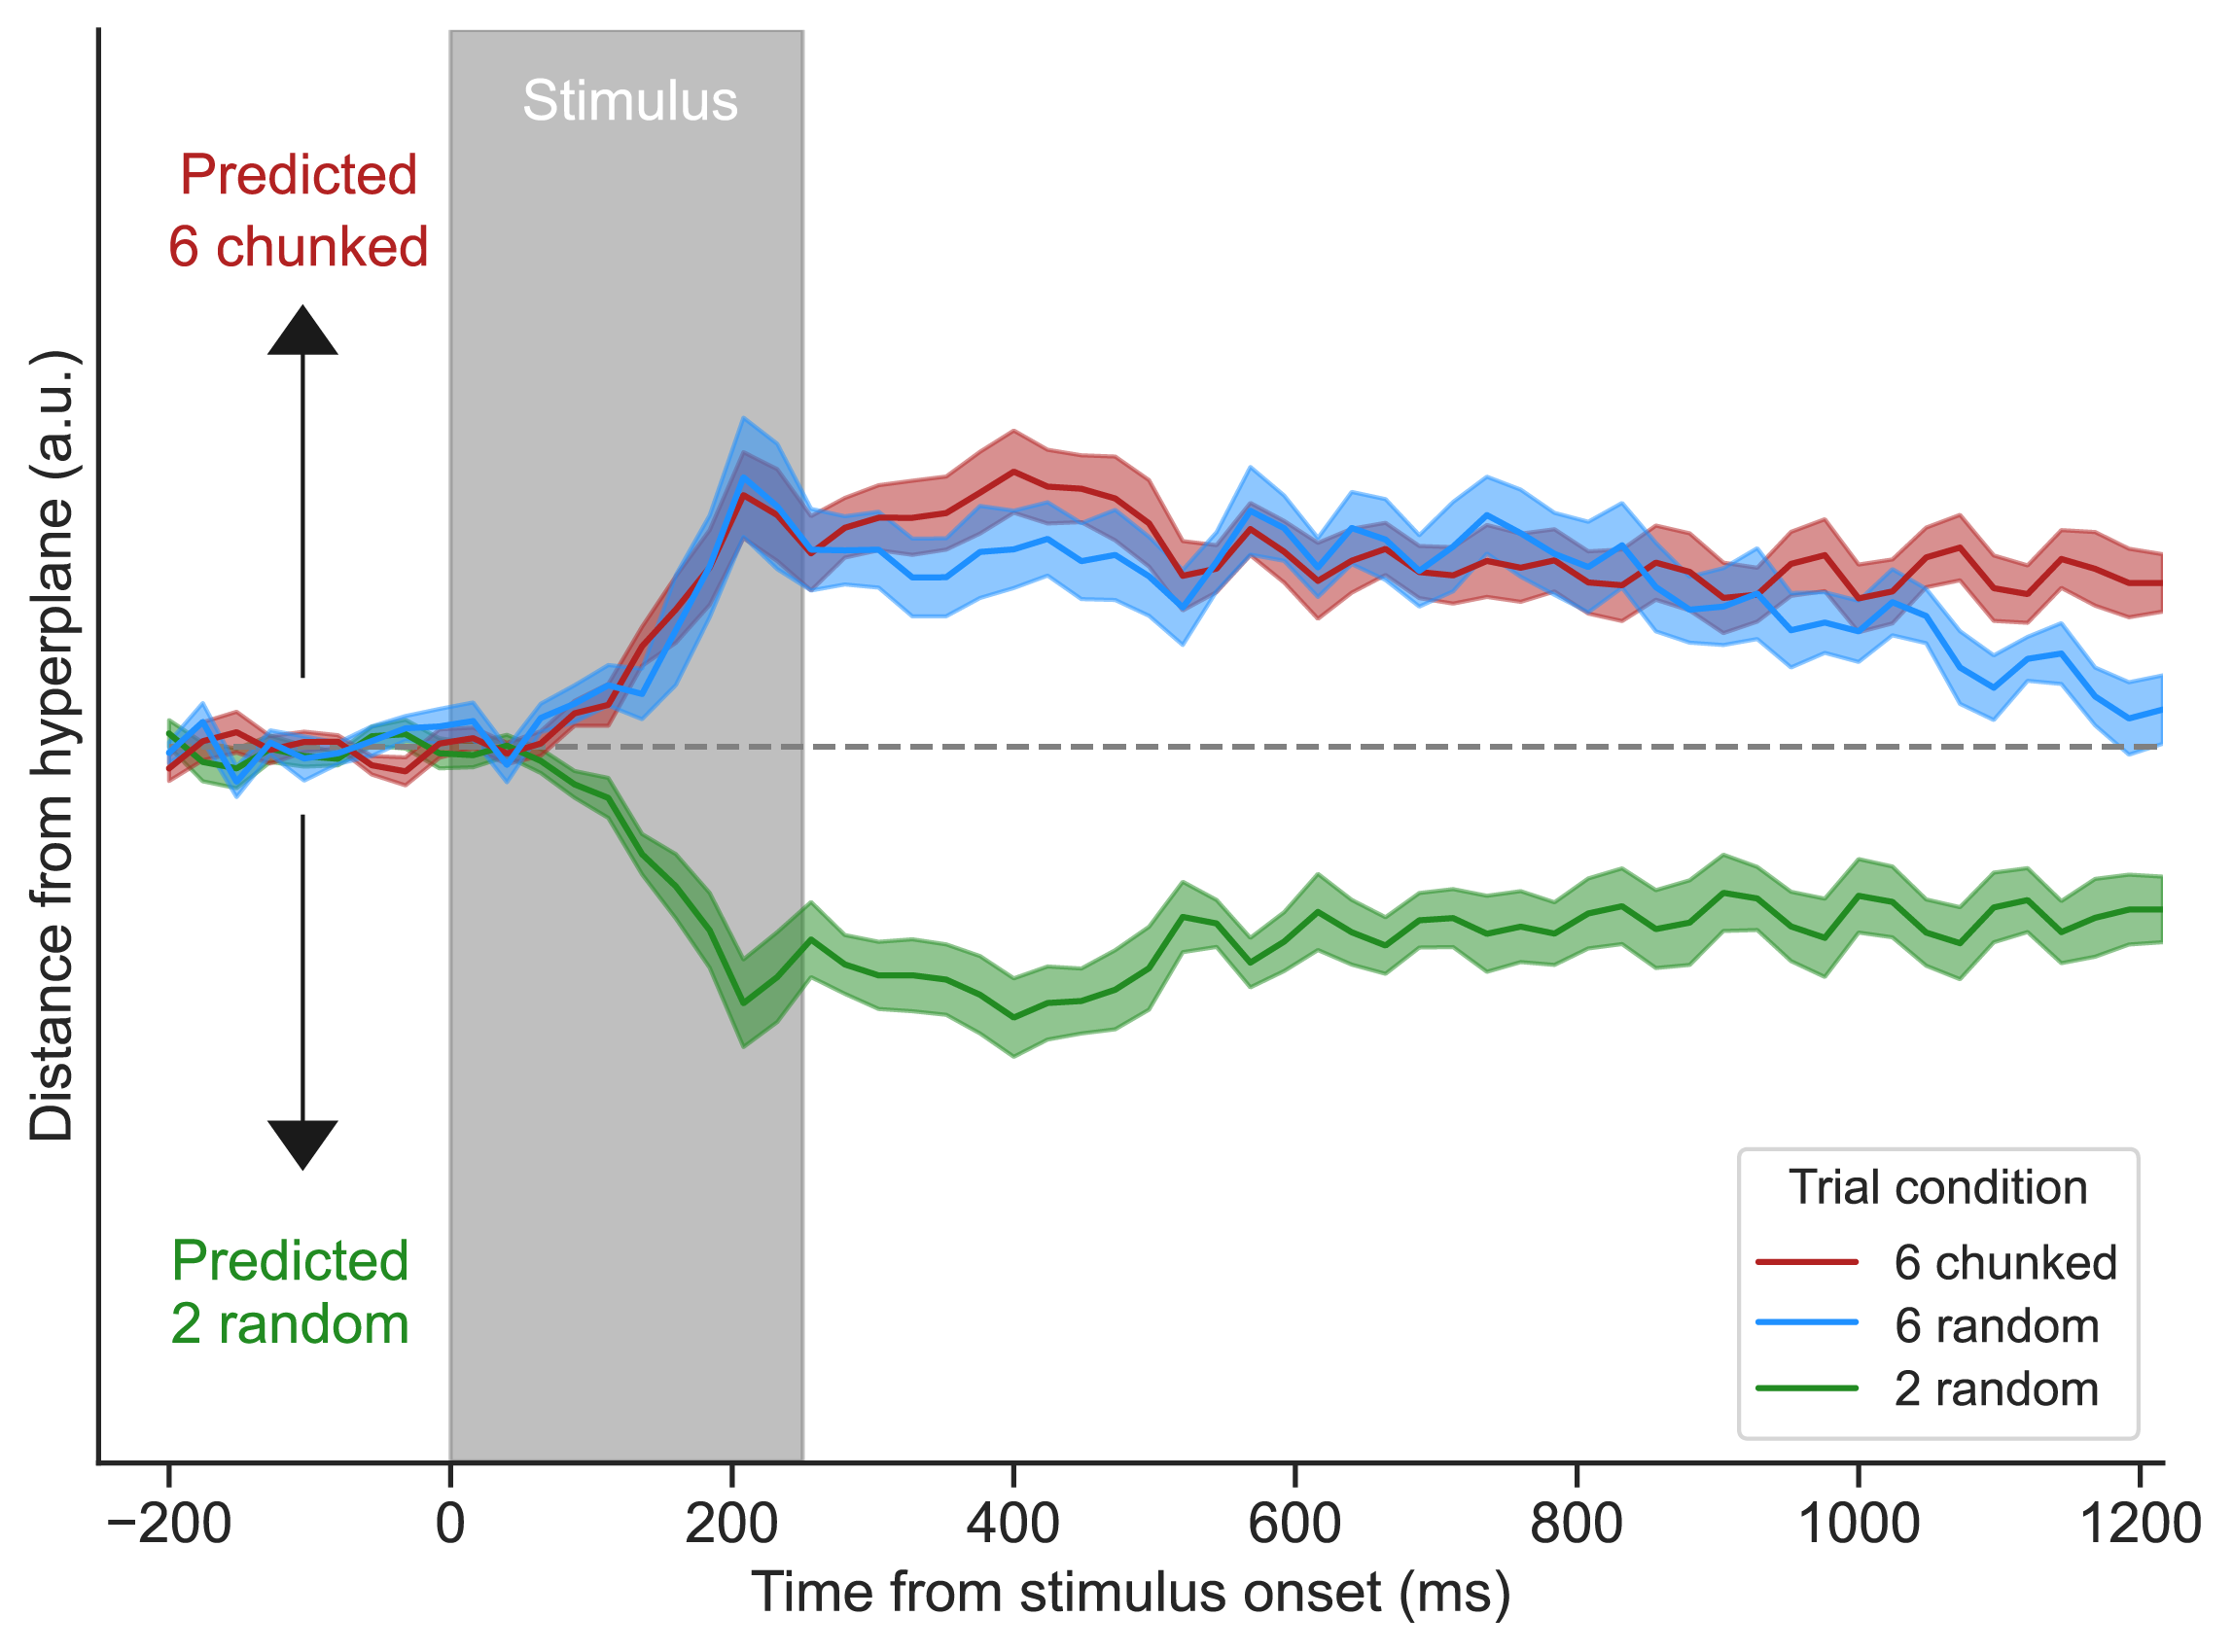 Stimulus
Predicted
6 chunked
Distance from hyperplane (a.u.)
Predicted
2 random
Trial condition
6 chunked
6 random
2 random
−200 0 200 400 600 800 1000 1200
Time from stimulus onset (ms)